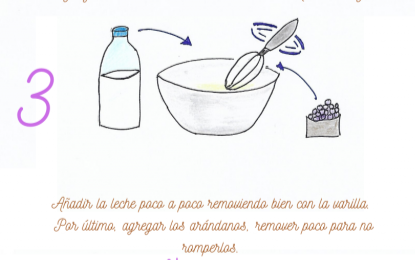 3
Añadir la leche poco a poco removiendo bien con la varilla.
Por último, agregar los arándanos, remover poco para no
romperlos.